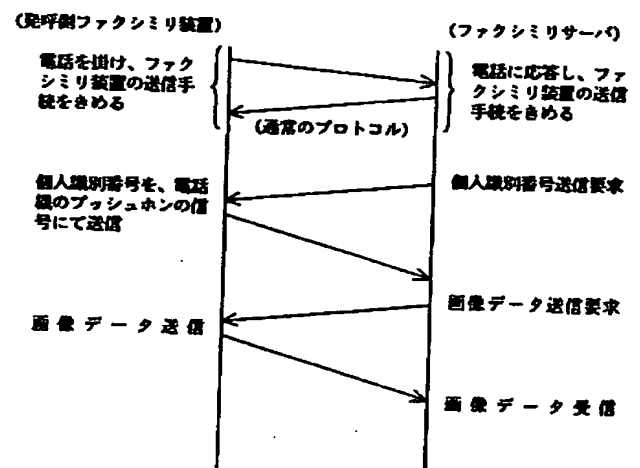 (発呼側ファクシミリ装置)
(ファクシミリサーバ)
電話を掛け、ファク
シミリ装置の送信手
続をきめる
電話に応答し、ファ
クシミリ装置の送信
手続をきめる
(通常のプロトコル)
個人識別番号を、電話
線のプッシュホンの信
号にて送信
個人識別番号送信要求
画像データ送信要求
画像データ送信
画像データ受信